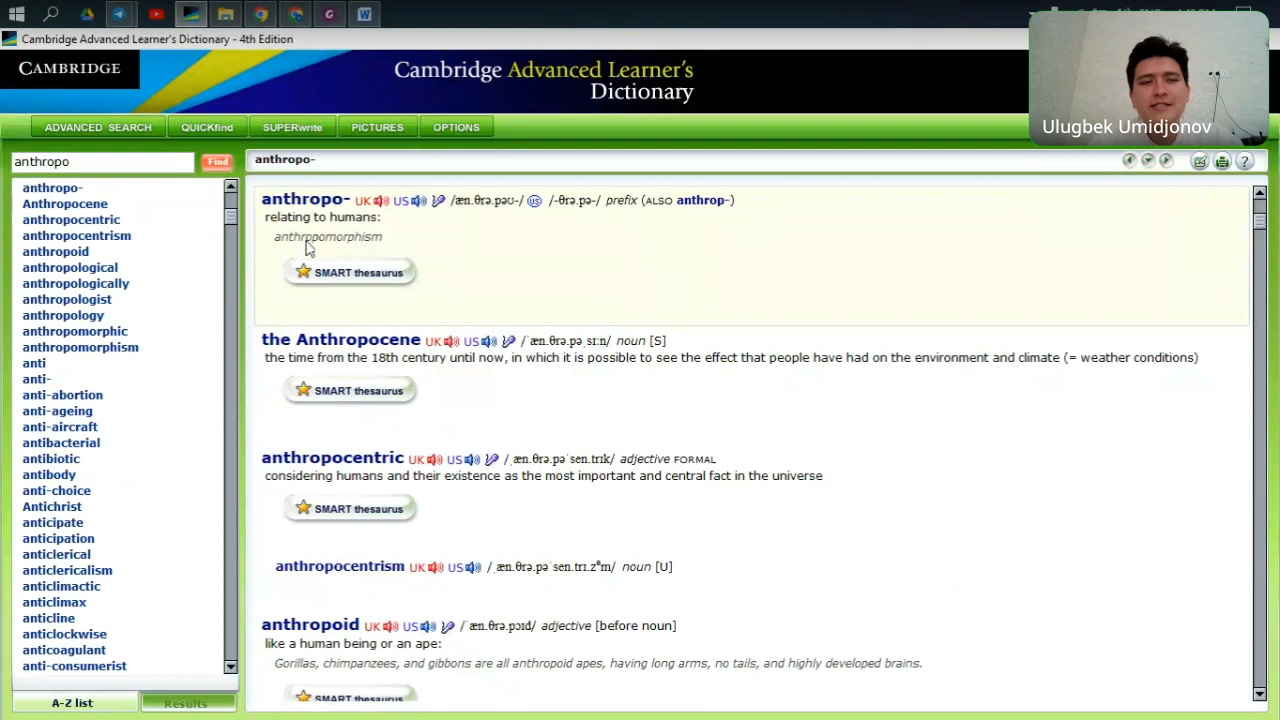 Cambridge Advanced Learner's Dictionary - 4th Edition
CAMBRIDGE
Cambridge Advanced Learner's
Dictionary
Ulugbek Umidjonov
ADVANCED SEARCH
QUICKfind
SUPERwrite
PICTURES
OPTIONS
anthropo
Find
anthropo-
anthropo-
Anthropocene
anthropocentric
anthropocentrism
anthropoid
anthropological
anthropologically
anthropologist
anthropology
anthropomorphic
anthropomorphism
anti
anti-
anti-abortion
anti-ageing
anti-aircraft
antibacterial
antibiotic
antibody
anti-choice
Antichrist
anticipate
anticipation
anticlerical
anticlericalism
anticlimactic
anticlimax
anticline
anticlockwise
anticoagulant
anti-consumerist
A-Z list
Results
anthropo- UK US /æn.θrə.pəʊ-/ US /-θrə.pə-/ prefix (ALSO anthrop-)
relating to humans:
anthropomorphism
SMART thesaurus
the Anthropocene UK US /ˈæn.θrə.pəˌsiːn/ noun [S]
the time from the 18th century until now, in which it is possible to see the effect that people have had on the environment and climate (= weather conditions)
SMART thesaurus
anthropocentric UK US /ˌæn.θrə.pəˈsen.trɪk/ adjective FORMAL
considering humans and their existence as the most important and central fact in the universe
SMART thesaurus
anthropocentrism UK US /ˌæn.θrə.pəˈsen.trɪ.zᵊm/ noun [U]
anthropoid UK US /ˈæn.θrə.pɔɪd/ adjective [before noun]
like a human being or an ape:
Gorillas, chimpanzees, and gibbons are all anthropoid apes, having long arms, no tails, and highly developed brains.
SMART thesaurus